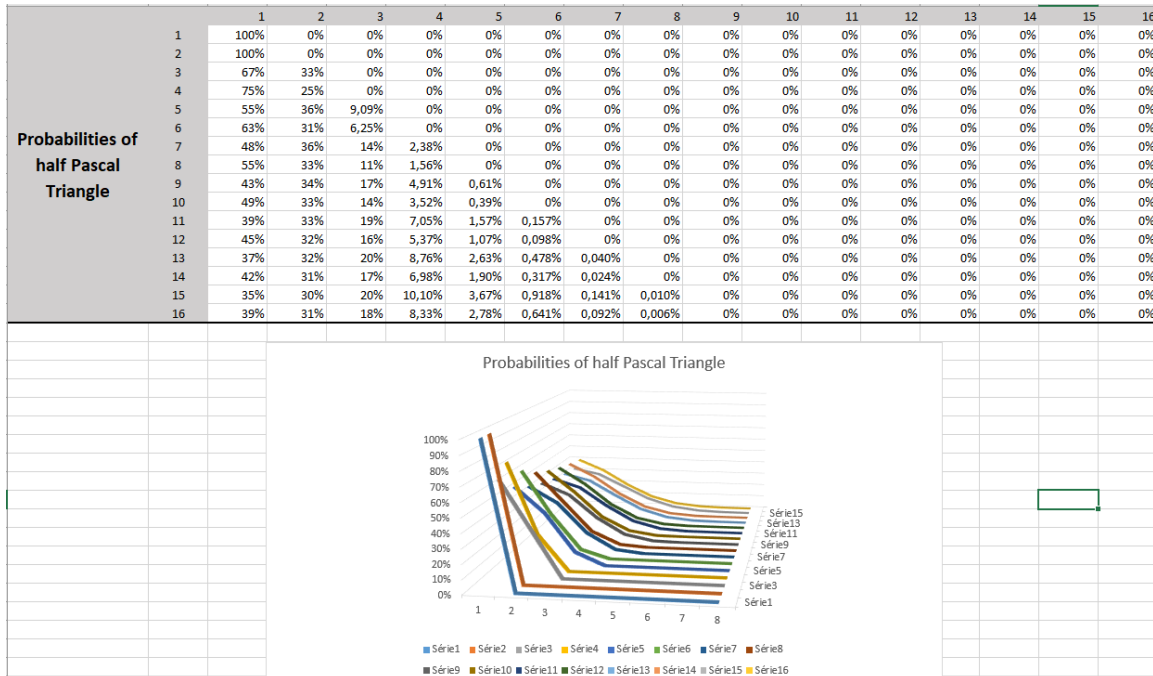 1 2 3 4 5 6 7 8 9 10 11 12 13 14 15 16
Probabilities of half Pascal Triangle
1 100% 0% 0% 0% 0% 0% 0% 0% 0% 0% 0% 0% 0% 0% 0% 0%
2 100% 0% 0% 0% 0% 0% 0% 0% 0% 0% 0% 0% 0% 0% 0% 0%
3 67% 33% 0% 0% 0% 0% 0% 0% 0% 0% 0% 0% 0% 0% 0% 0%
4 75% 25% 0% 0% 0% 0% 0% 0% 0% 0% 0% 0% 0% 0% 0% 0%
5 55% 36% 9,09% 0% 0% 0% 0% 0% 0% 0% 0% 0% 0% 0% 0% 0%
6 63% 31% 6,25% 0% 0% 0% 0% 0% 0% 0% 0% 0% 0% 0% 0% 0%
7 48% 36% 14% 2,38% 0% 0% 0% 0% 0% 0% 0% 0% 0% 0% 0% 0%
8 55% 33% 11% 1,56% 0% 0% 0% 0% 0% 0% 0% 0% 0% 0% 0% 0%
9 43% 34% 17% 4,91% 0,61% 0% 0% 0% 0% 0% 0% 0% 0% 0% 0% 0%
10 49% 33% 14% 3,52% 0,39% 0% 0% 0% 0% 0% 0% 0% 0% 0% 0% 0%
11 39% 33% 19% 7,05% 1,57% 0,157% 0% 0% 0% 0% 0% 0% 0% 0% 0% 0%
12 45% 32% 16% 5,37% 1,07% 0,098% 0% 0% 0% 0% 0% 0% 0% 0% 0% 0%
13 37% 32% 20% 8,76% 2,63% 0,478% 0,040% 0% 0% 0% 0% 0% 0% 0% 0% 0%
14 42% 31% 17% 6,98% 1,90% 0,317% 0,024% 0% 0% 0% 0% 0% 0% 0% 0% 0%
15 35% 30% 20% 10,10% 3,67% 0,918% 0,141% 0,010% 0% 0% 0% 0% 0% 0% 0% 0%
16 39% 31% 18% 8,33% 2,78% 0,641% 0,092% 0,006% 0% 0% 0% 0% 0% 0% 0% 0%
Probabilities of half Pascal Triangle
100%
90%
80%
70%
60%
50%
40%
30%
20%
10%
0%
1 2 3 4 5 6 7 8
Série15
Série13
Série11
Série9
Série7
Série5
Série3
Série1
Série1 Série2 Série3 Série4 Série5 Série6 Série7 Série8
Série9 Série10 Série11 Série12 Série13 Série14 Série15 Série16